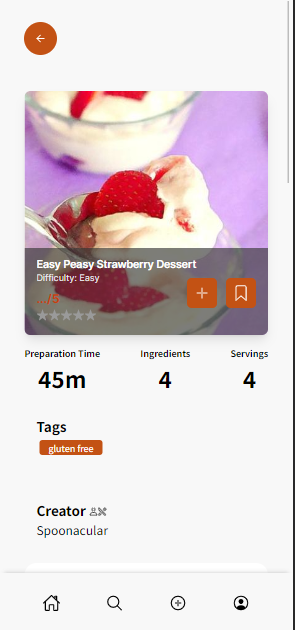 Easy Peasy Strawberry Dessert
Difficulty: Easy
.../5
Preparation Time
Ingredients
Servings
45m
4
4
Tags
gluten free
Creator
Spoonacular